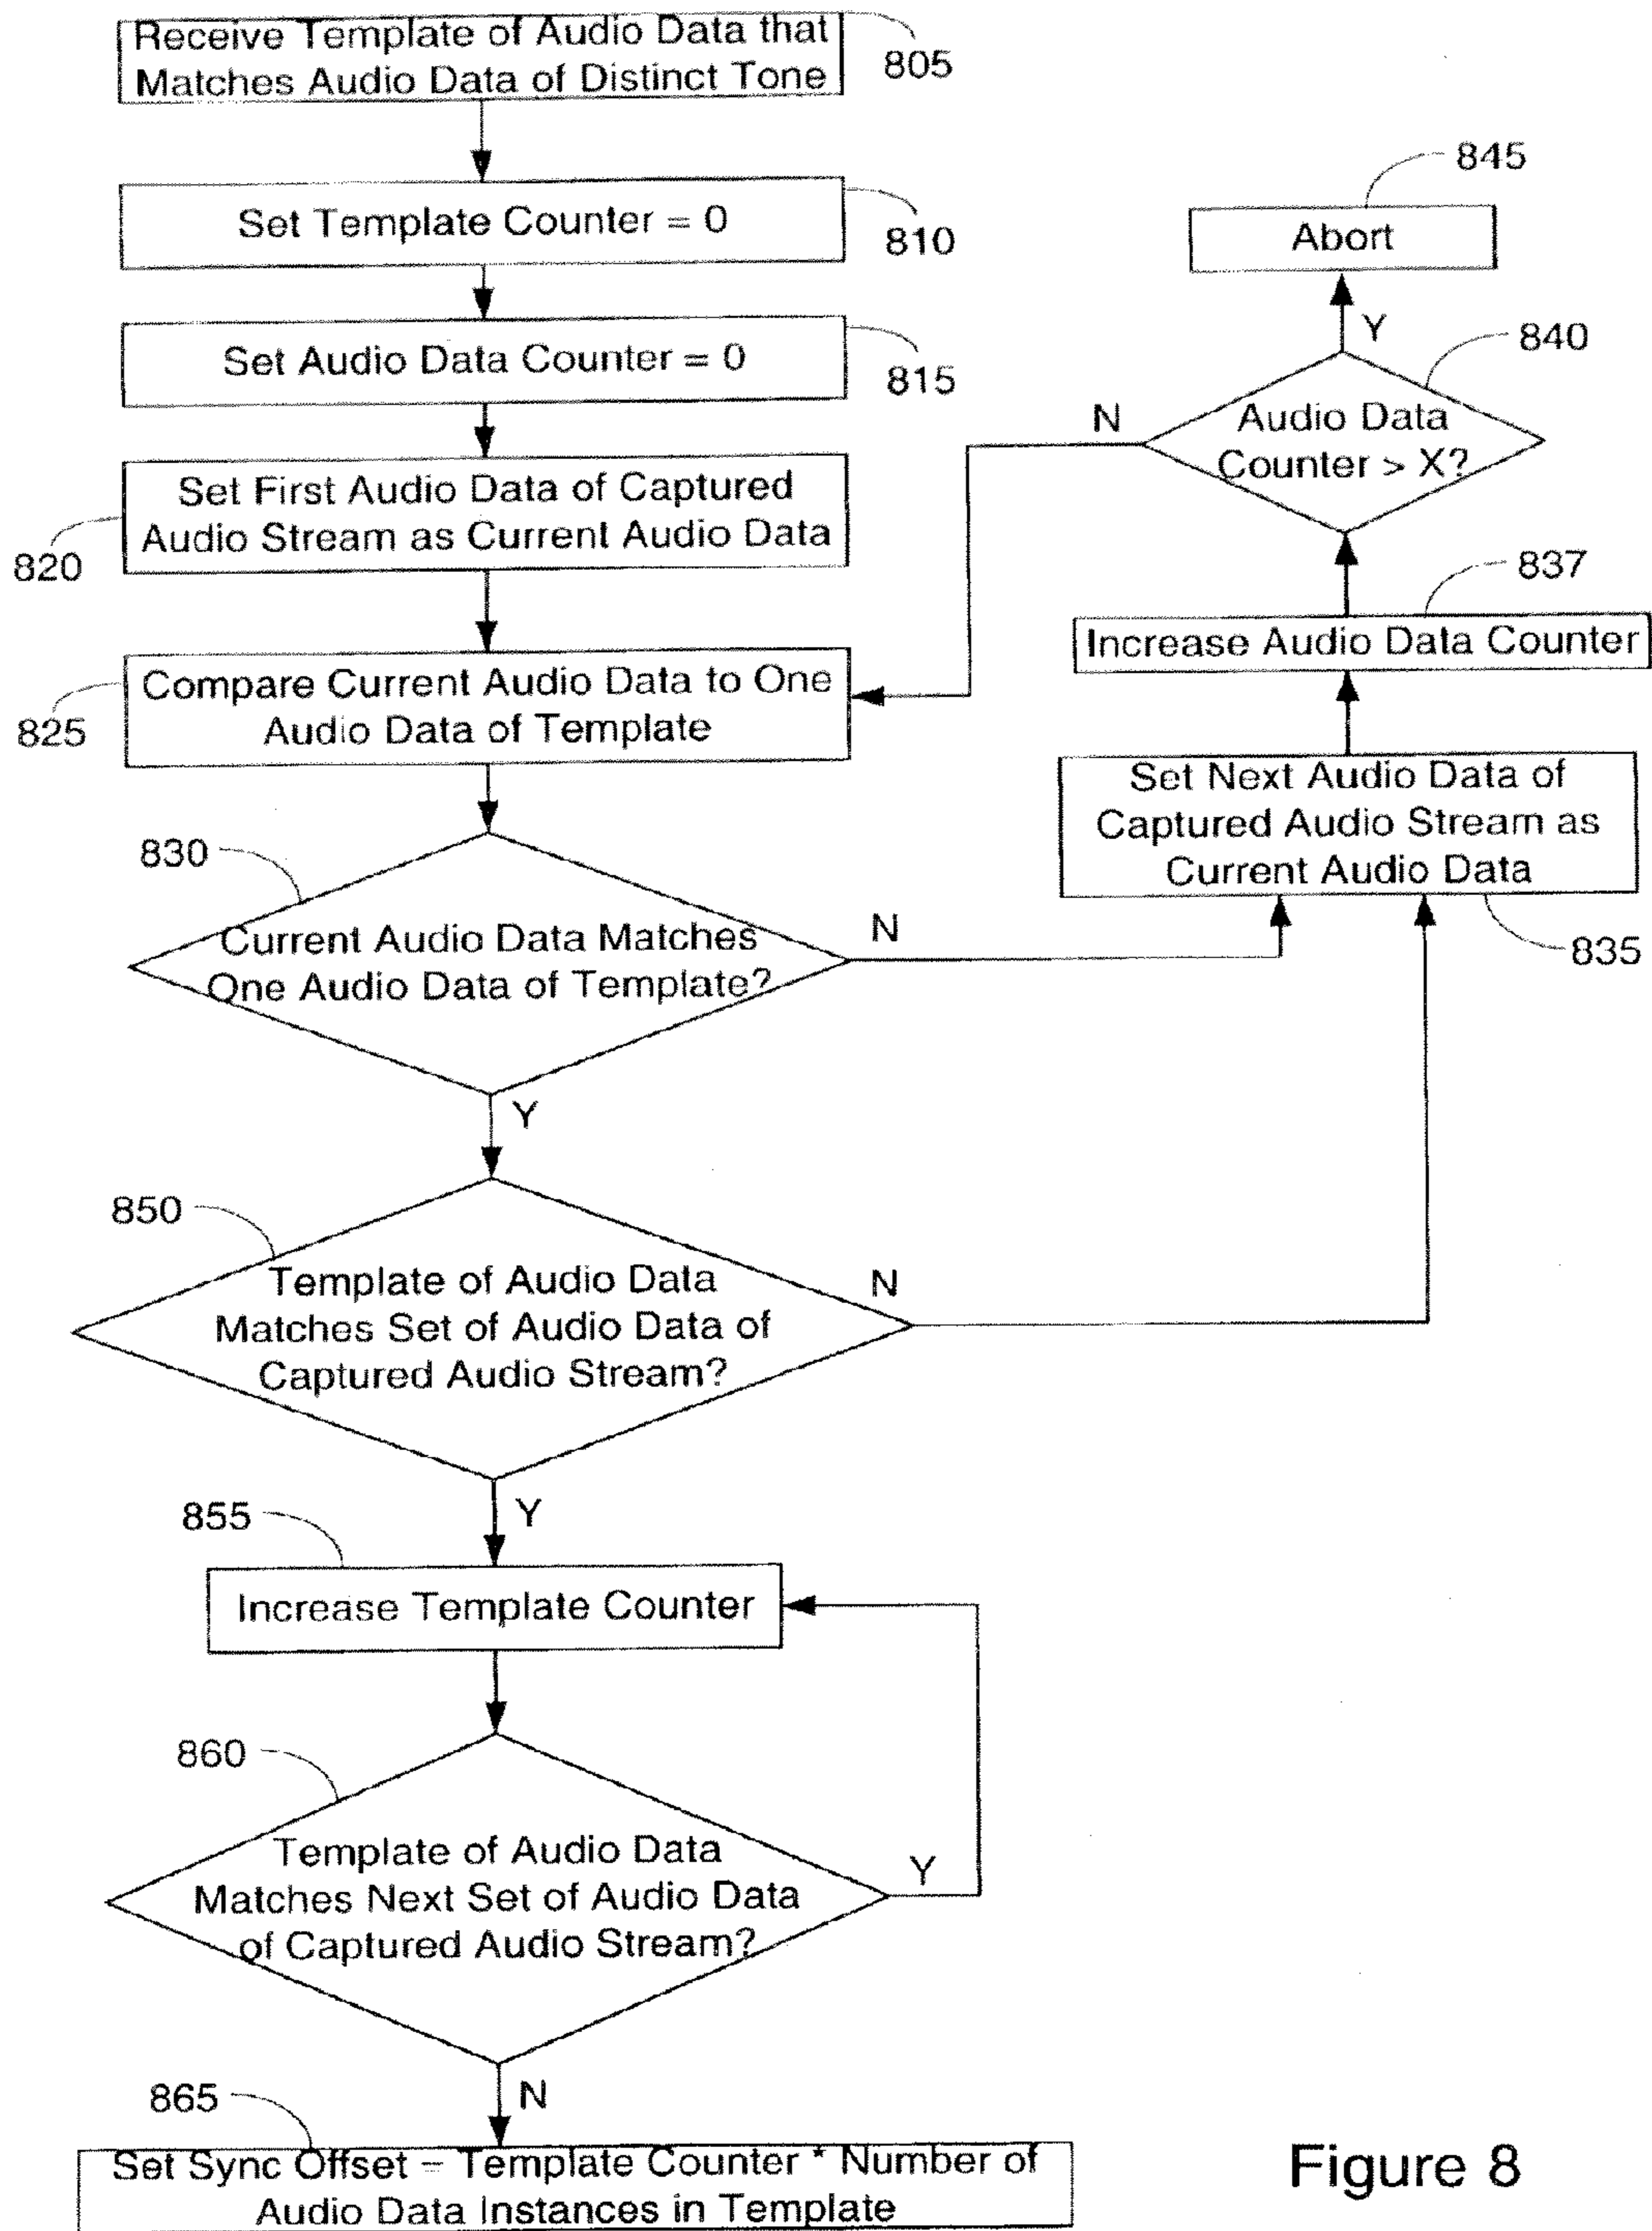 Receive Template of Audio Data that
Matches Audio Data of Distinct Tone
805
Set Template Counter = 0
810
Set Audio Data Counter = 0
815
Set First Audio Data of Captured
Audio Stream as Current Audio Data
820
Compare Current Audio Data to One
Audio Data of Template
825
830
Current Audio Data Matches
One Audio Data of Template?
N
Y
845
Abort
Y
840
N
Audio Data
Counter > X?
837
Increase Audio Data Counter
Set Next Audio Data of
Captured Audio Stream as
Current Audio Data
835
850
Template of Audio Data
Matches Set of Audio Data of
Captured Audio Stream?
N
Y
855
Increase Template Counter
860
Template of Audio Data
Matches Next Set of Audio Data
of Captured Audio Stream?
Y
N
865
Set Sync Offset = Template Counter * Number of
Audio Data Instances in Template
Figure 8